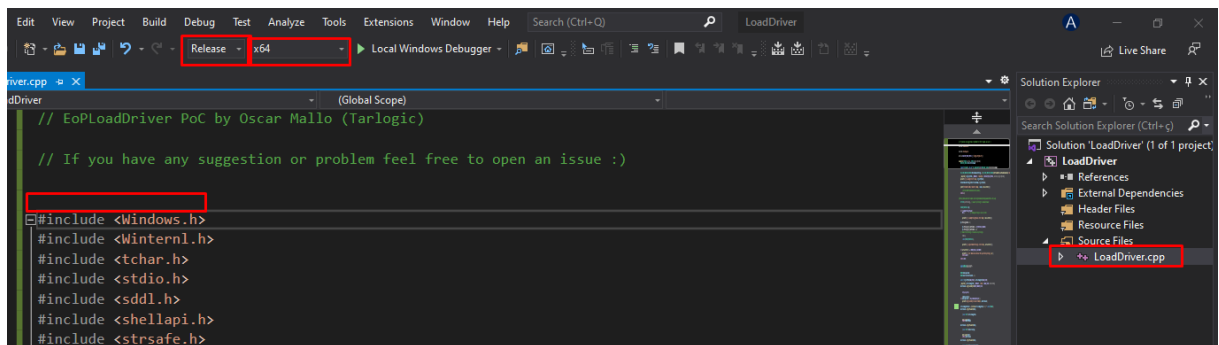 Edit View Project Build Debug Test Analyze Tools Extensions Window Help Search (Ctrl+Q) LoadDriver A
Release x64 Local Windows Debugger Live Share
river.cpp
dDriver (Global Scope)
// EoPLoadDriver PoC by Oscar Mallo (Tarlogic)
// If you have any suggestion or problem feel free to open an issue :)
#include <Windows.h>
#include <Winternl.h>
#include <tchar.h>
#include <stdio.h>
#include <sddl.h>
#include <shellapi.h>
#include <strsafe.h>
Solution Explorer
Search Solution Explorer (Ctrl+ç)
Solution 'LoadDriver' (1 of 1 project)
LoadDriver
References
External Dependencies
Header Files
Resource Files
Source Files
LoadDriver.cpp